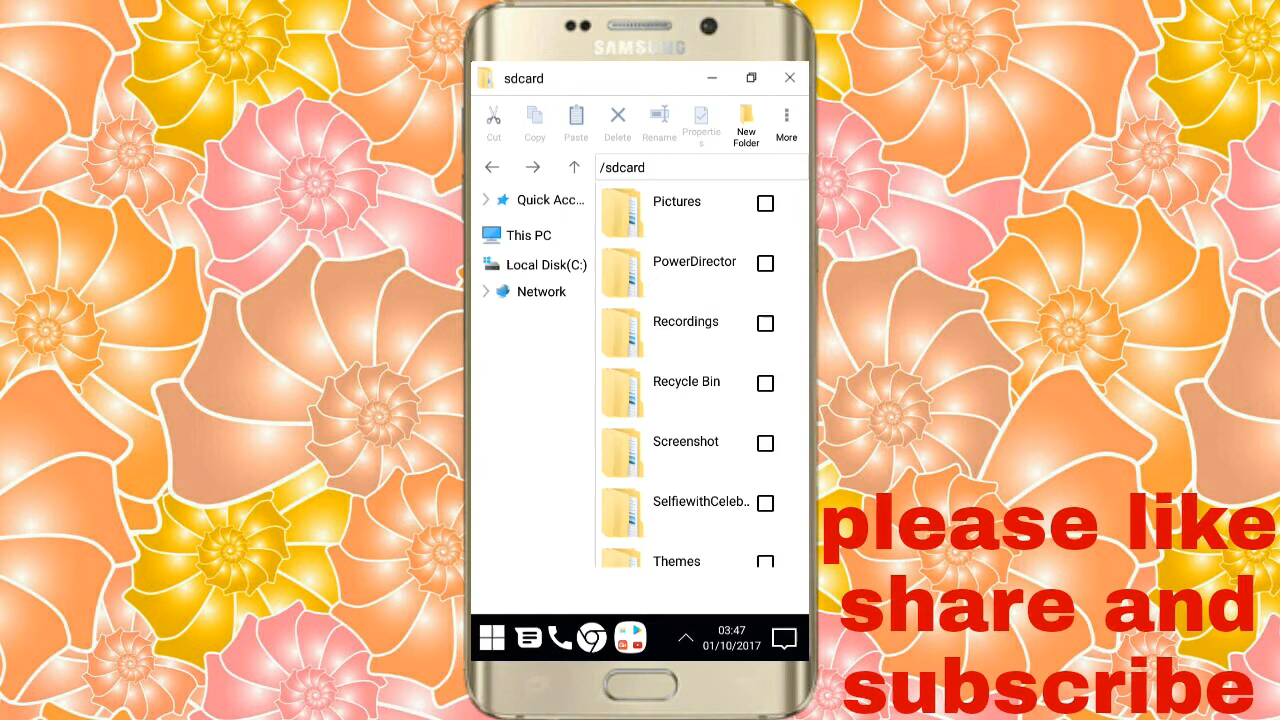 SAMSUNG
sdcard
Cut
Copy
Paste
Delete
Rename
Propertie
s
New
Folder
More
/sdcard
Quick Acc...
This PC
Local Disk(C:)
Network
Pictures
PowerDirector
Recordings
Recycle Bin
Screenshot
SelfiewithCeleb..
Themes
03:47
01/10/2017
please like
share and
subscribe